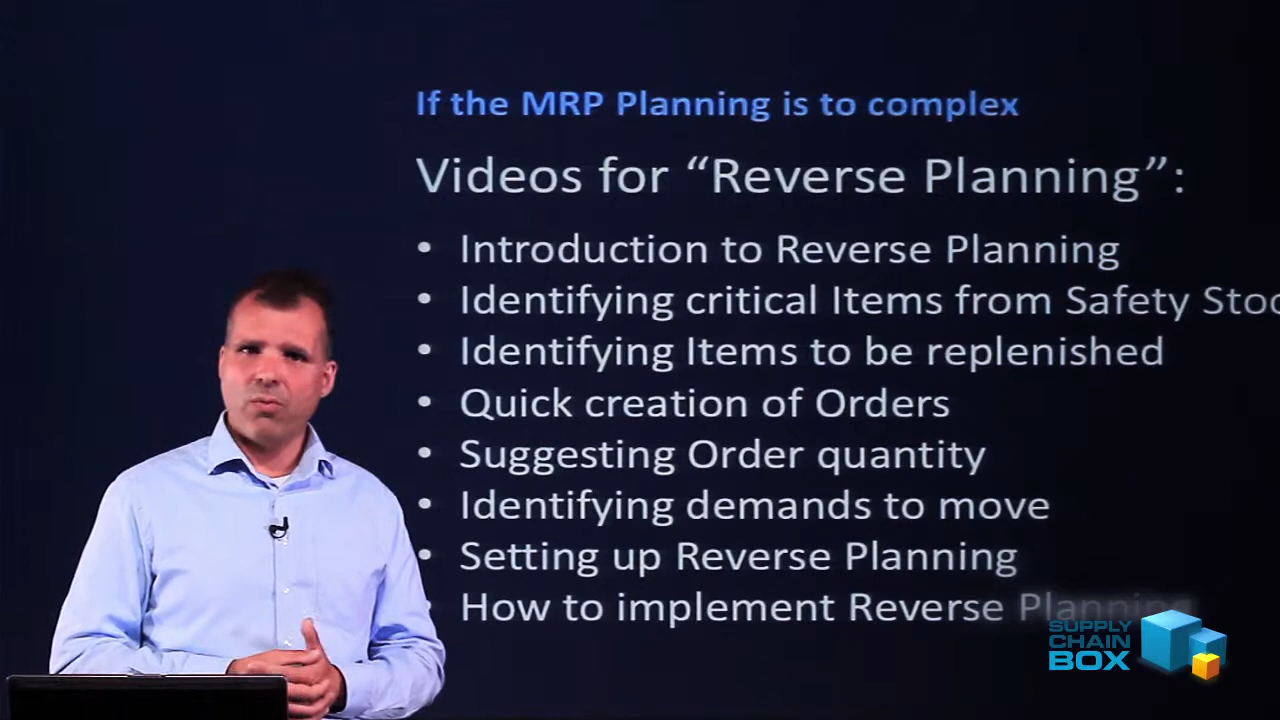 If the MRP Planning is to complex
Videos for “Reverse Planning”:
• Introduction to Reverse Planning
• Identifying critical Items from Safety Stoc
• Identifying Items to be replenished
• Quick creation of Orders
• Suggesting Order quantity
• Identifying demands to move
• Setting up Reverse Planning
• How to implement Reverse Planning
SUPPLY
CHAIN
BOX